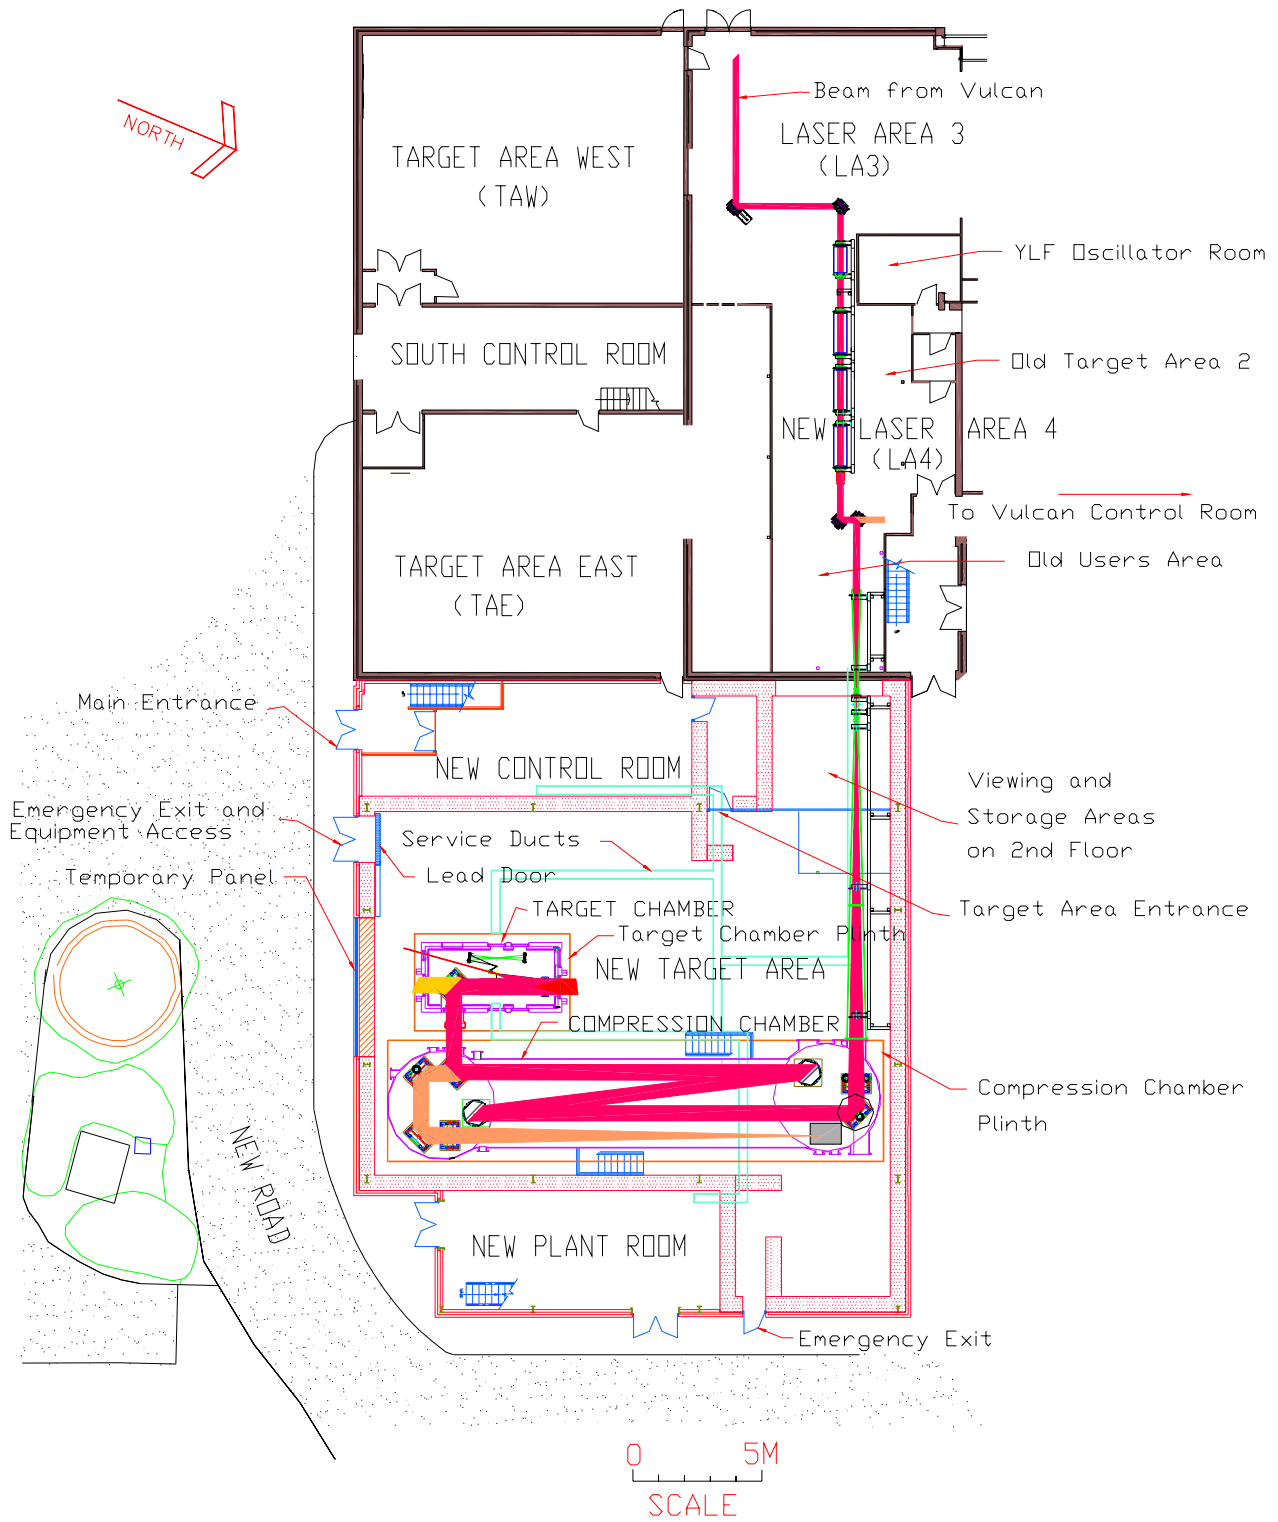 Beam from Vulcan
NORTH
LASER AREA 3
(LA3)
TARGET AREA WEST
(TAW)
YLF Oscillator Room
SOUTH CONTROL ROOM
Old Target Area 2
NEW LASER AREA 4
(LA4)
To Vulcan Control Room
Old Users Area
TARGET AREA EAST
(TAE)
Main Entrance
NEW CONTROL ROOM
Viewing and
Storage Areas
on 2nd Floor
Emergency Exit and
Equipment Access
Service Ducts
Lead Door
Temporary Panel
TARGET CHAMBER
Target Area Entrance
Target Chamber Plinth
NEW TARGET AREA
COMPRESSION CHAMBER
Compression Chamber
Plinth
NEW ROAD
NEW PLANT ROOM
Emergency Exit
0 5M
SCALE